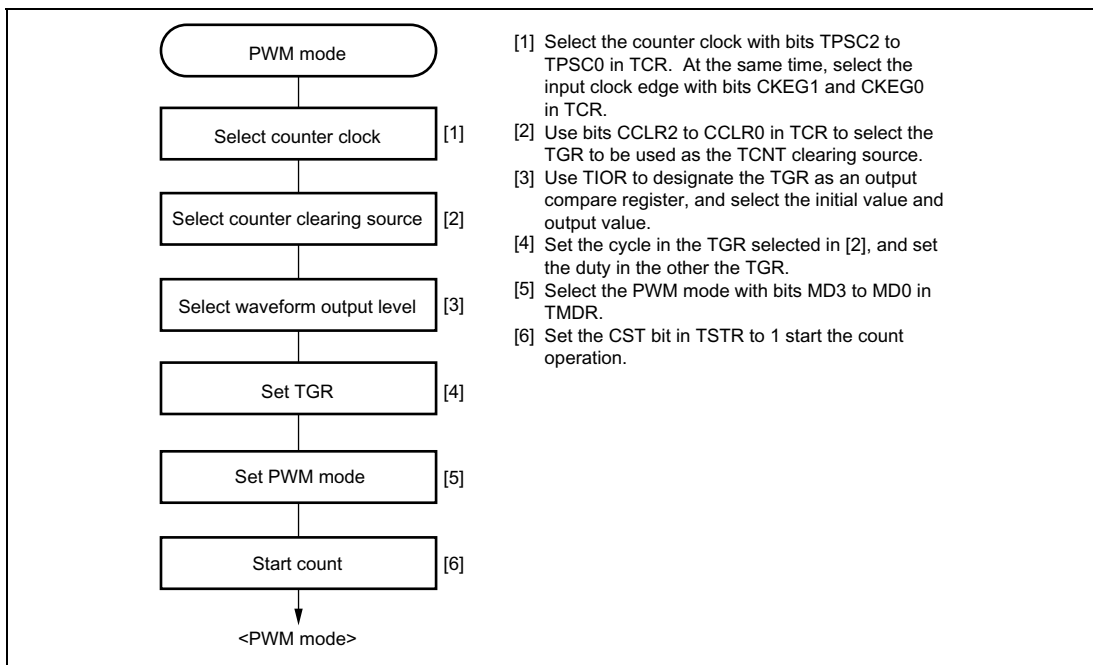 PWM mode
Select counter clock [1]
Select counter clearing source [2]
Select waveform output level [3]
Set TGR [4]
Set PWM mode [5]
Start count [6]
<PWM mode>
[1] Select the counter clock with bits TPSC2 to
TPSC0 in TCR. At the same time, select the
input clock edge with bits CKEG1 and CKEG0
in TCR.
[2] Use bits CCLR2 to CCLR0 in TCR to select the
TGR to be used as the TCNT clearing source.
[3] Use TIOR to designate the TGR as an output
compare register, and select the initial value and
output value.
[4] Set the cycle in the TGR selected in [2], and set
the duty in the other the TGR.
[5] Select the PWM mode with bits MD3 to MD0 in
TMDR.
[6] Set the CST bit in TSTR to 1 start the count
operation.